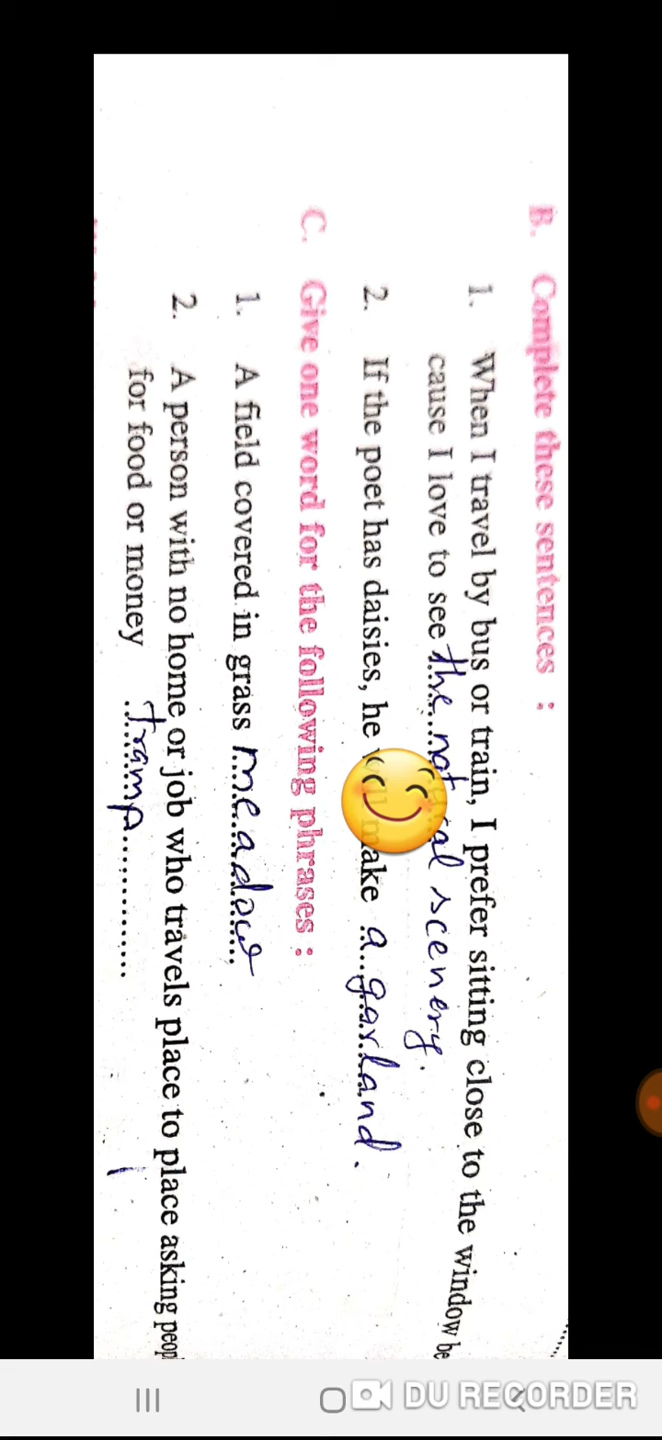 B. Complete these sentences :
1. When I travel by bus or train, I prefer sitting close to the window be
cause I love to see the natural scenery.
2. If the poet has daisies, he make a garland.
C. Give one word for the following phrases :
1. A field covered in grass meadow
2. A person with no home or job who travels place to place asking peop
for food or money tramp
DU RECORDER